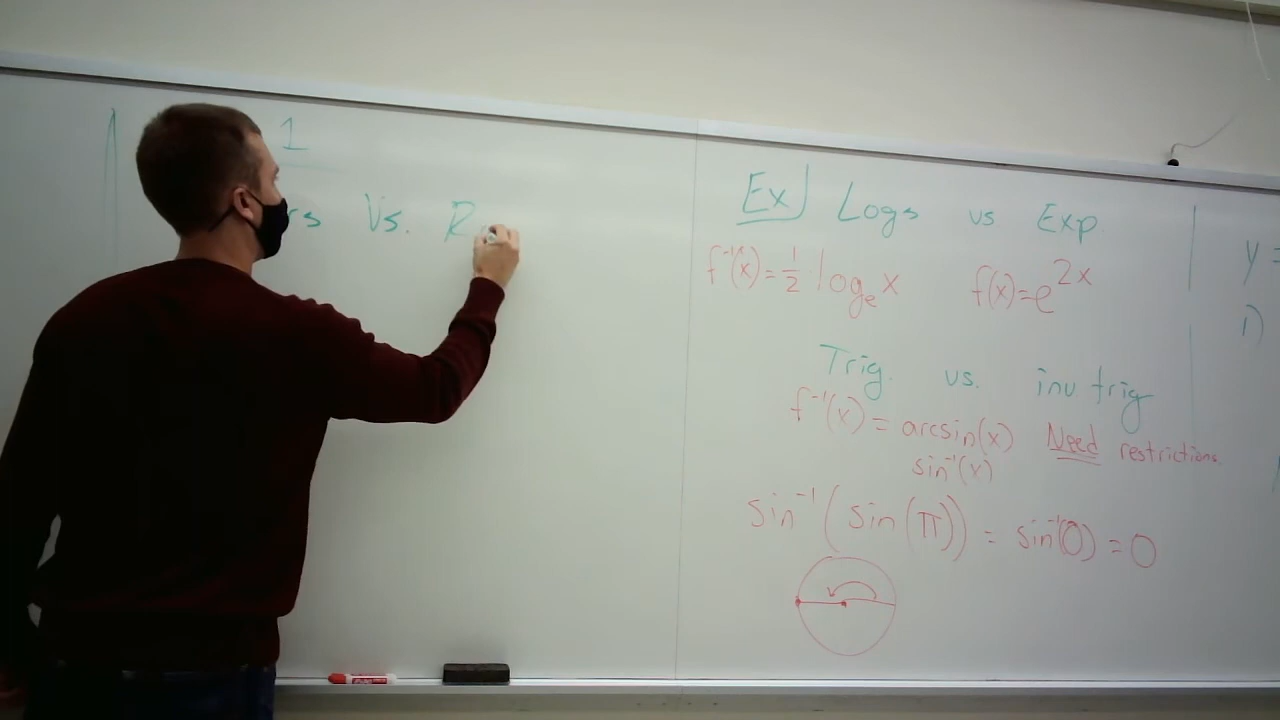 1
rs Vs. R
Ex) Logs vs Exp
f⁻¹(x) = 1/2 logₑ x f(x)=e^2x
Trig. vs. inv trig
f⁻¹(x) = arcsin(x) Need restrictions.
sin⁻¹(x)
sin⁻¹(sin(π)) = sin⁻¹(0) = 0
y =
1)